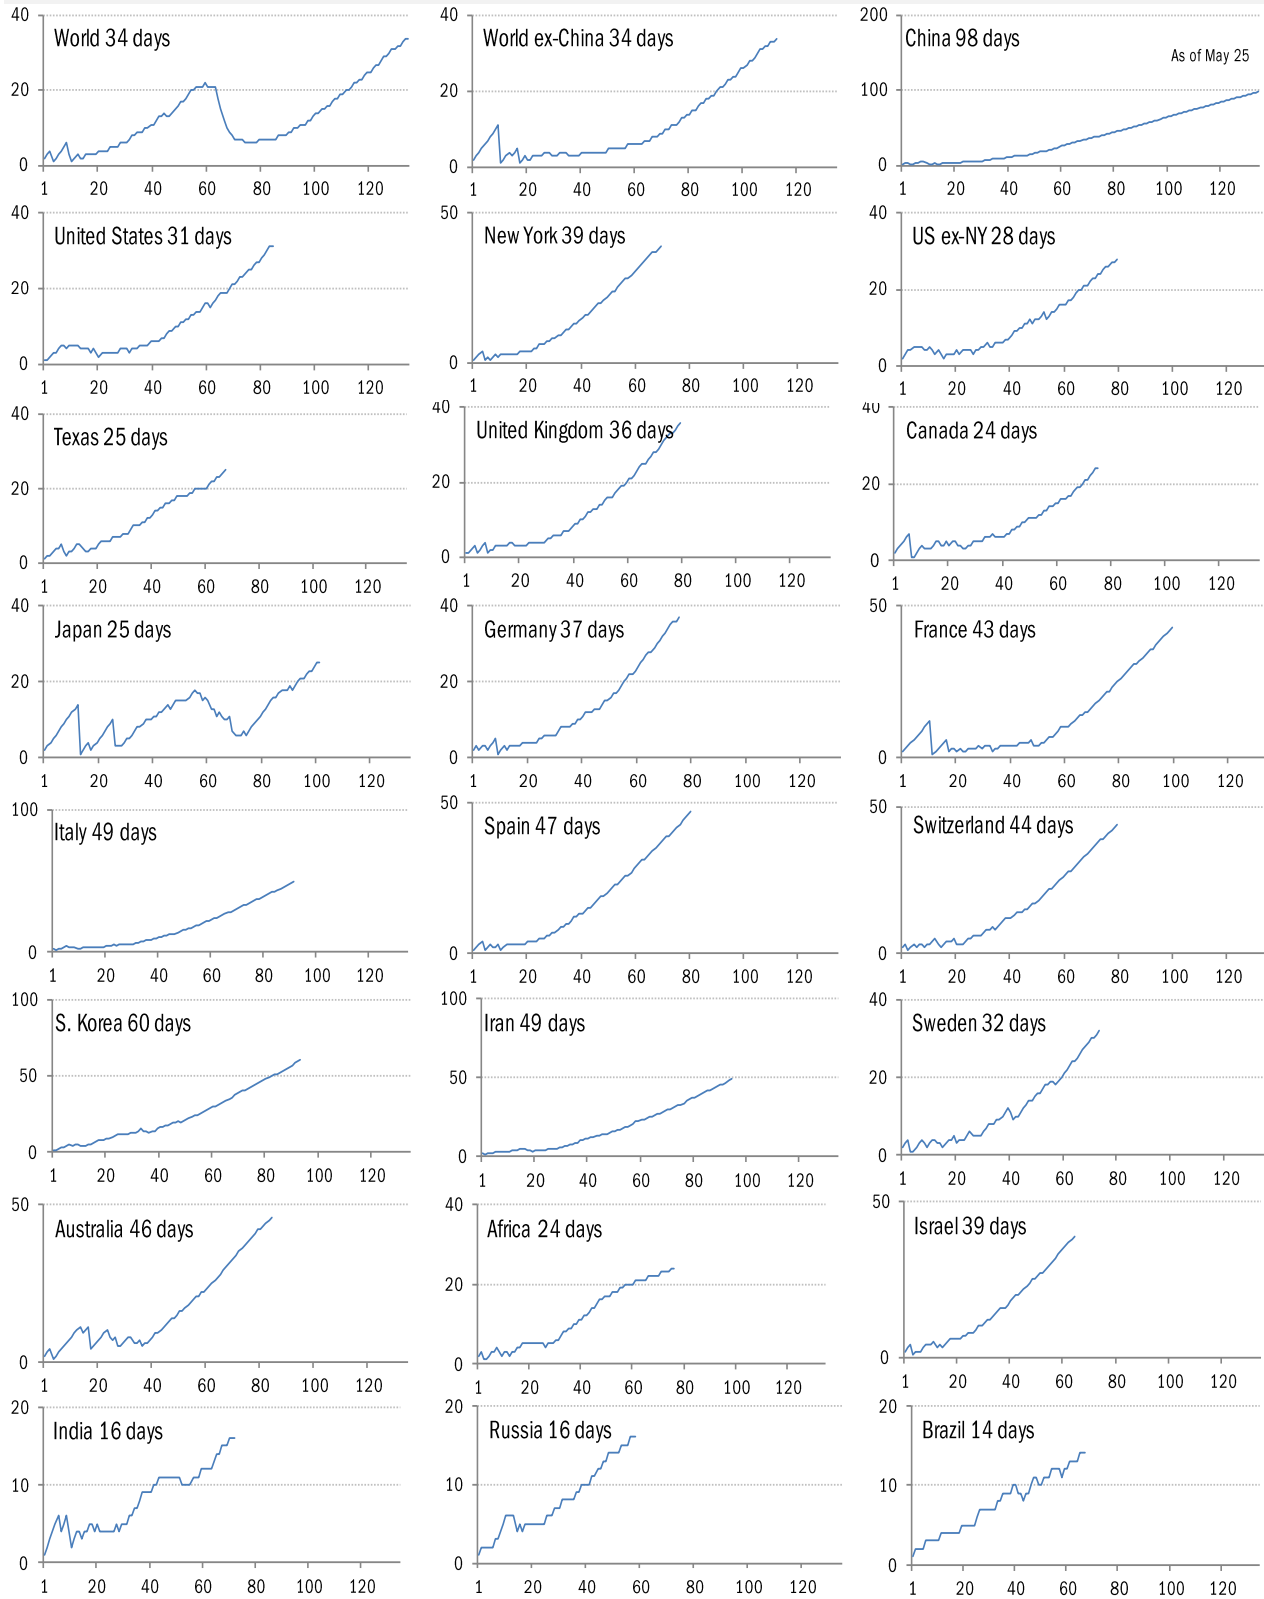 40
World 34 days
20
0
1 20 40 60 80 100 120
40
World ex-China 34 days
20
0
1 20 40 60 80 100 120
200
China 98 days
As of May 25
100
0
1 20 40 60 80 100 120
40
United States 31 days
20
0
1 20 40 60 80 100 120
50
New York 39 days
0
1 20 40 60 80 100 120
40
US ex-NY 28 days
20
0
1 20 40 60 80 100 120
40
Texas 25 days
20
0
1 20 40 60 80 100 120
40
United Kingdom 36 days
20
0
1 20 40 60 80 100 120
40
Canada 24 days
20
0
1 20 40 60 80 100 120
40
Japan 25 days
20
0
1 20 40 60 80 100 120
40
Germany 37 days
20
0
1 20 40 60 80 100 120
50
France 43 days
0
1 20 40 60 80 100 120
100
Italy 49 days
0
1 20 40 60 80 100 120
50
Spain 47 days
0
1 20 40 60 80 100 120
50
Switzerland 44 days
0
1 20 40 60 80 100 120
100
S. Korea 60 days
50
0
1 20 40 60 80 100 120
100
Iran 49 days
50
0
1 20 40 60 80 100 120
40
Sweden 32 days
20
0
1 20 40 60 80 100 120
50
Australia 46 days
0
1 20 40 60 80 100 120
40
Africa 24 days
20
0
1 20 40 60 80 100 120
50
Israel 39 days
0
1 20 40 60 80 100 120
20
India 16 days
10
0
1 20 40 60 80 100 120
20
Russia 16 days
10
0
1 20 40 60 80 100 120
20
Brazil 14 days
10
0
1 20 40 60 80 100 120